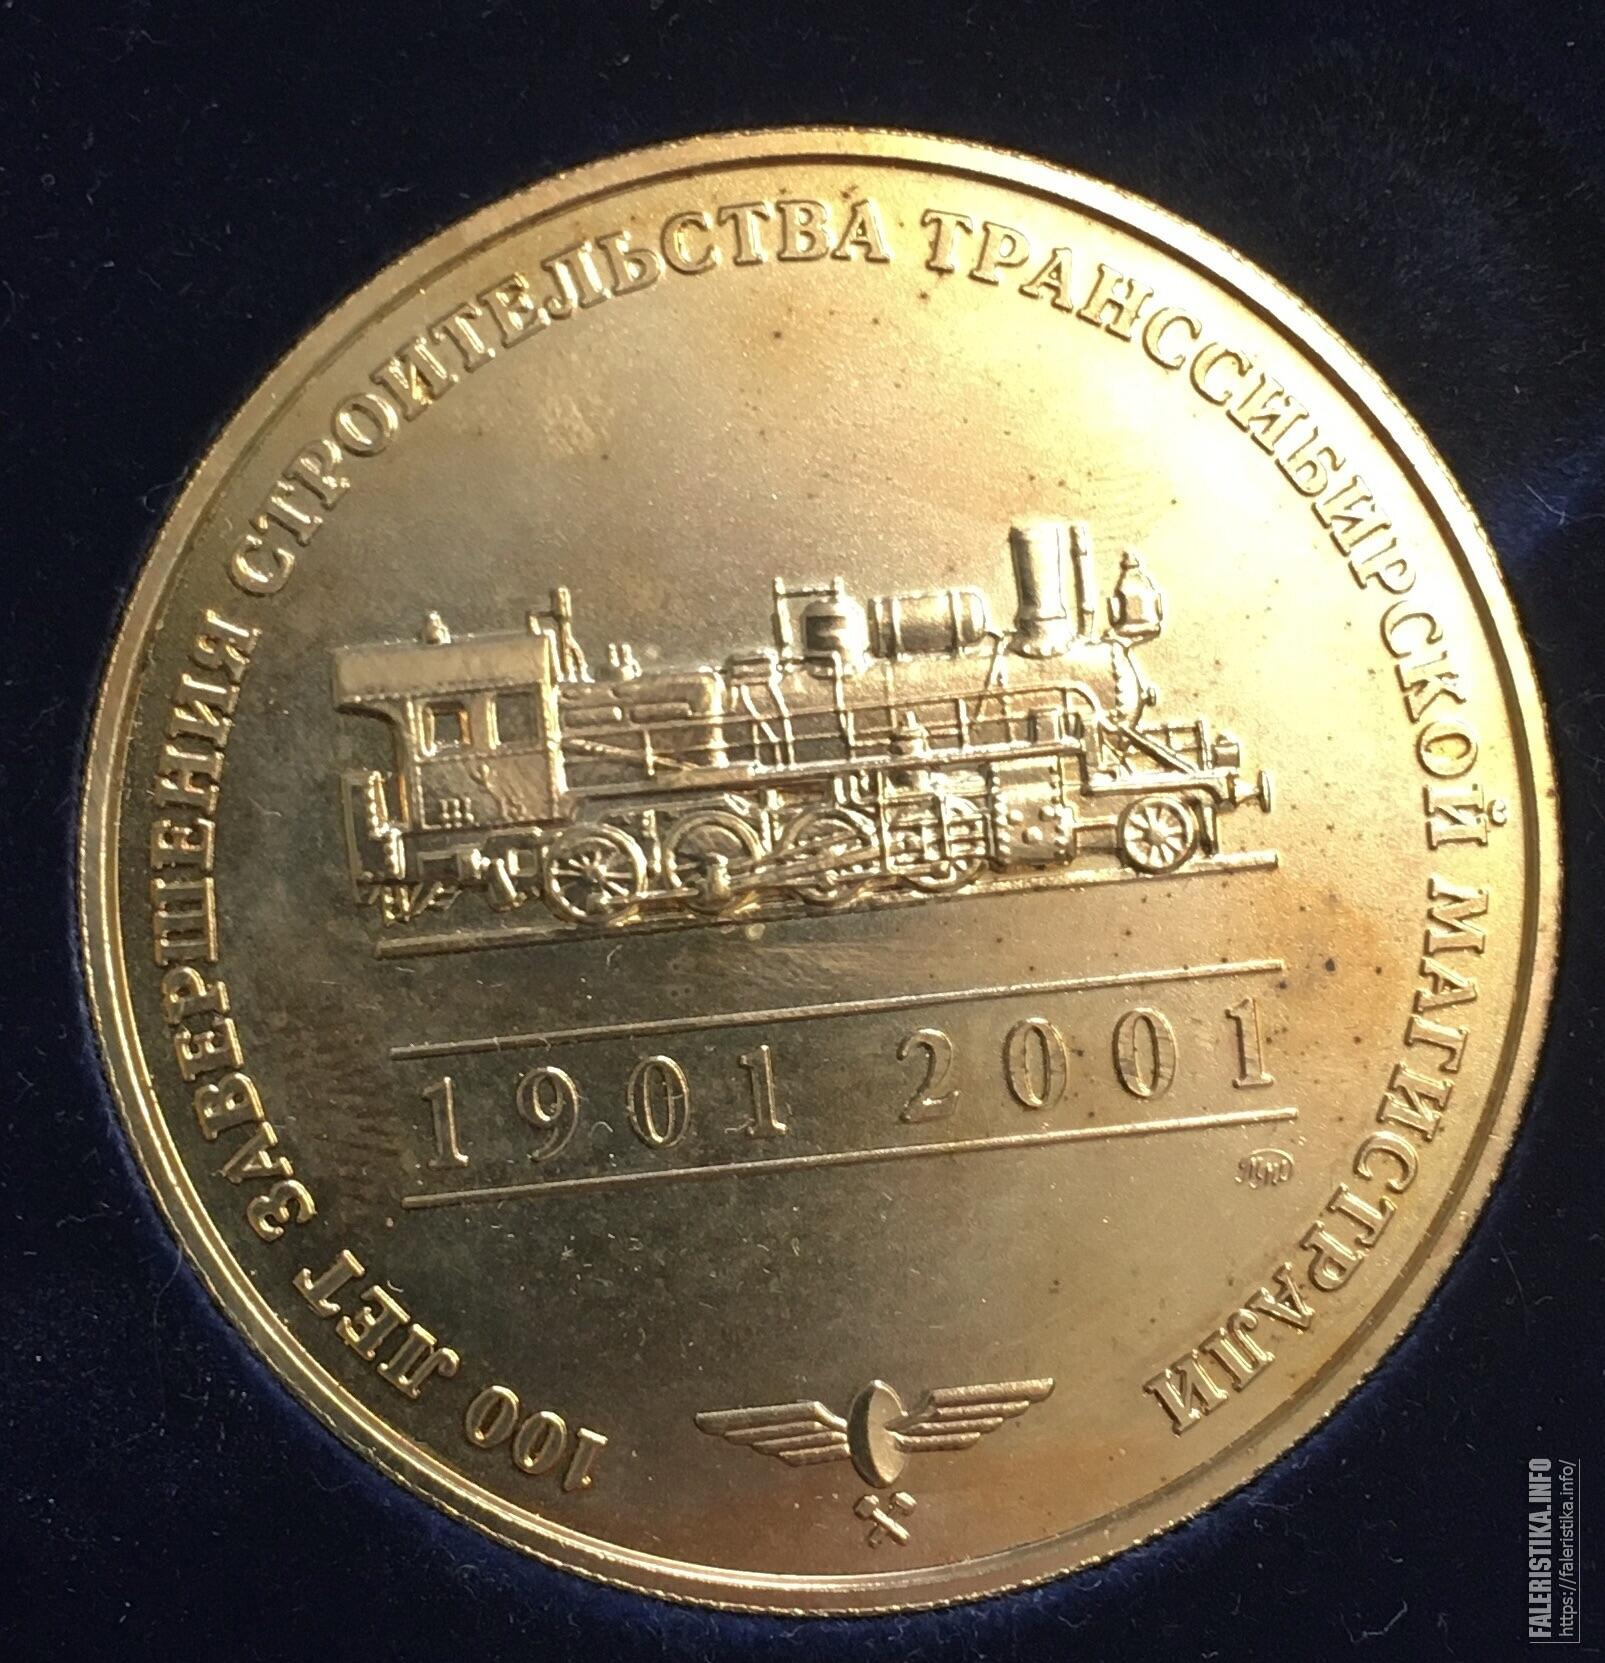 100 ЛЕТ ЗАВЕРШЕНИЯ СТРОИТЕЛЬСТВА ТРАНССИБИРСКОЙ МАГИСТРАЛИ
1901 2001
FALERISTIKA.INFO
https://faleristika.info/